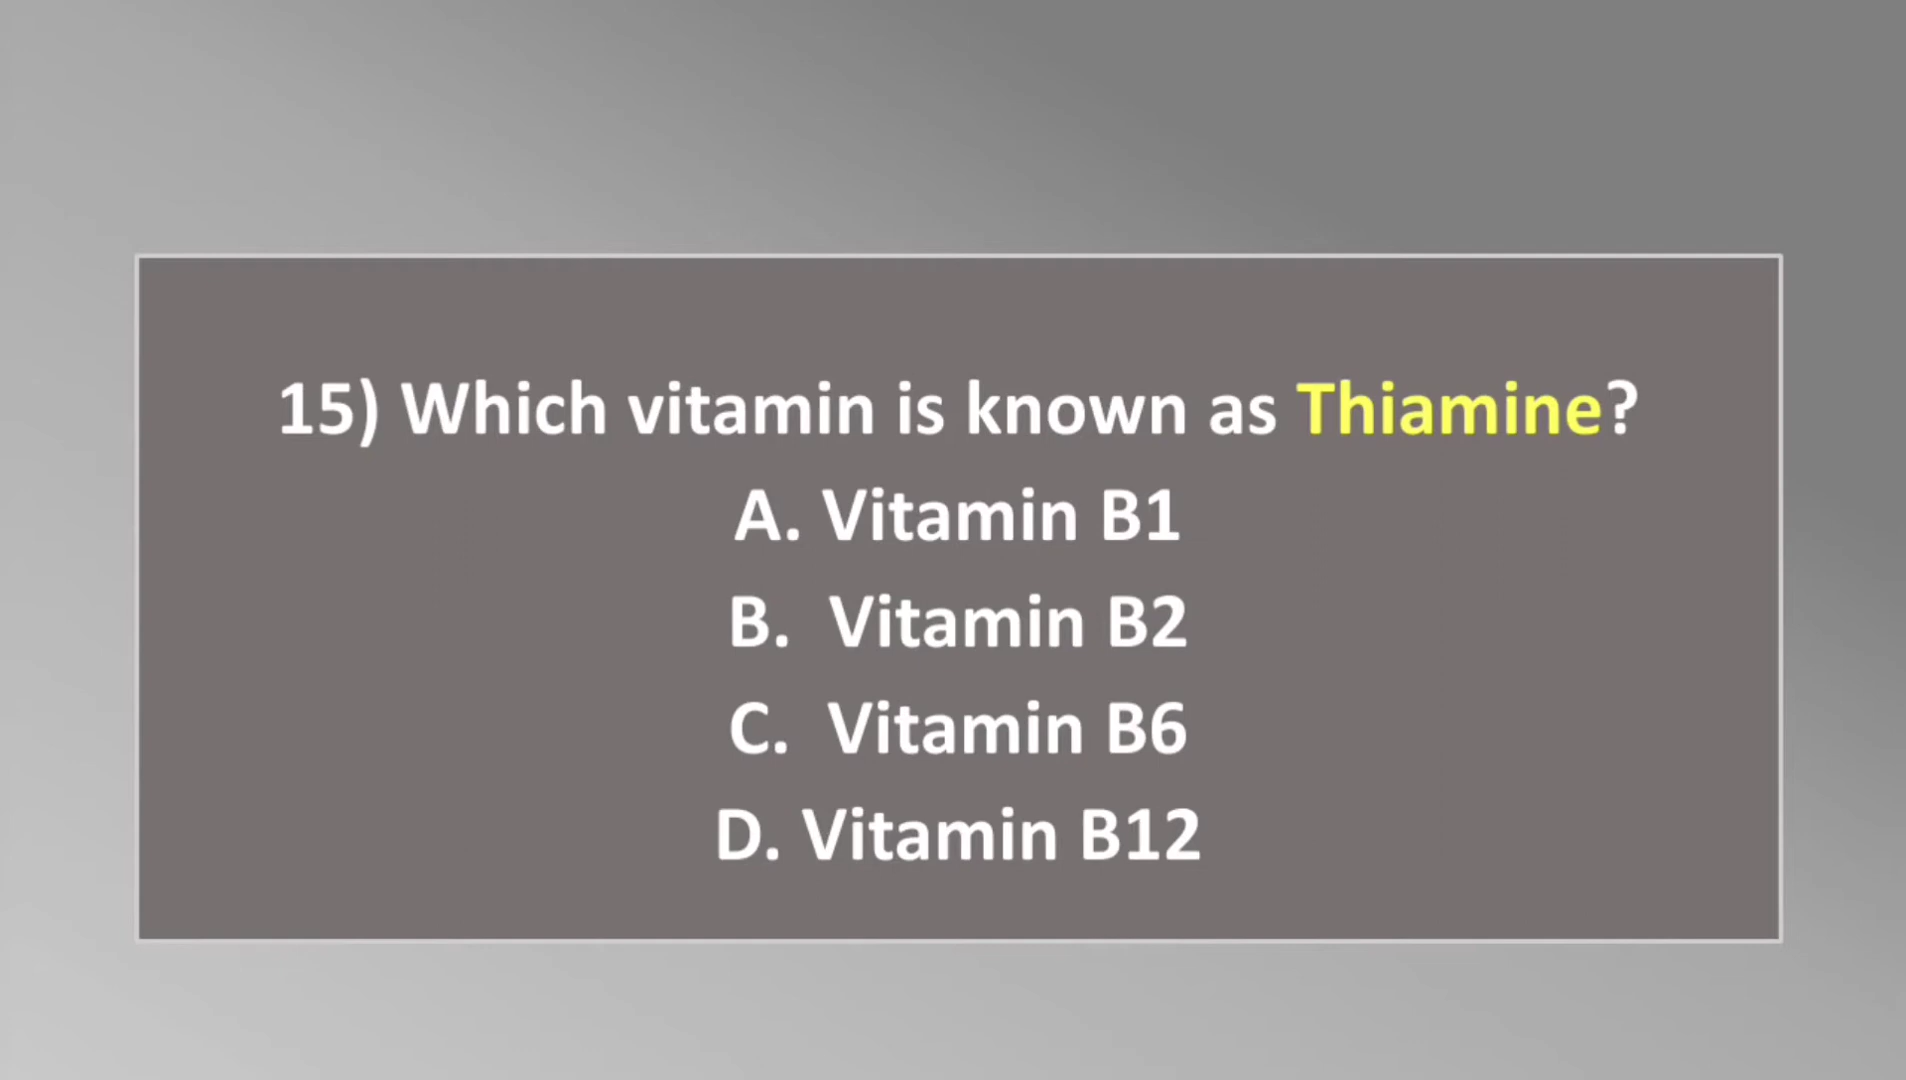 15) Which vitamin is known as Thiamine?
A. Vitamin B1
B. Vitamin B2
C. Vitamin B6
D. Vitamin B12